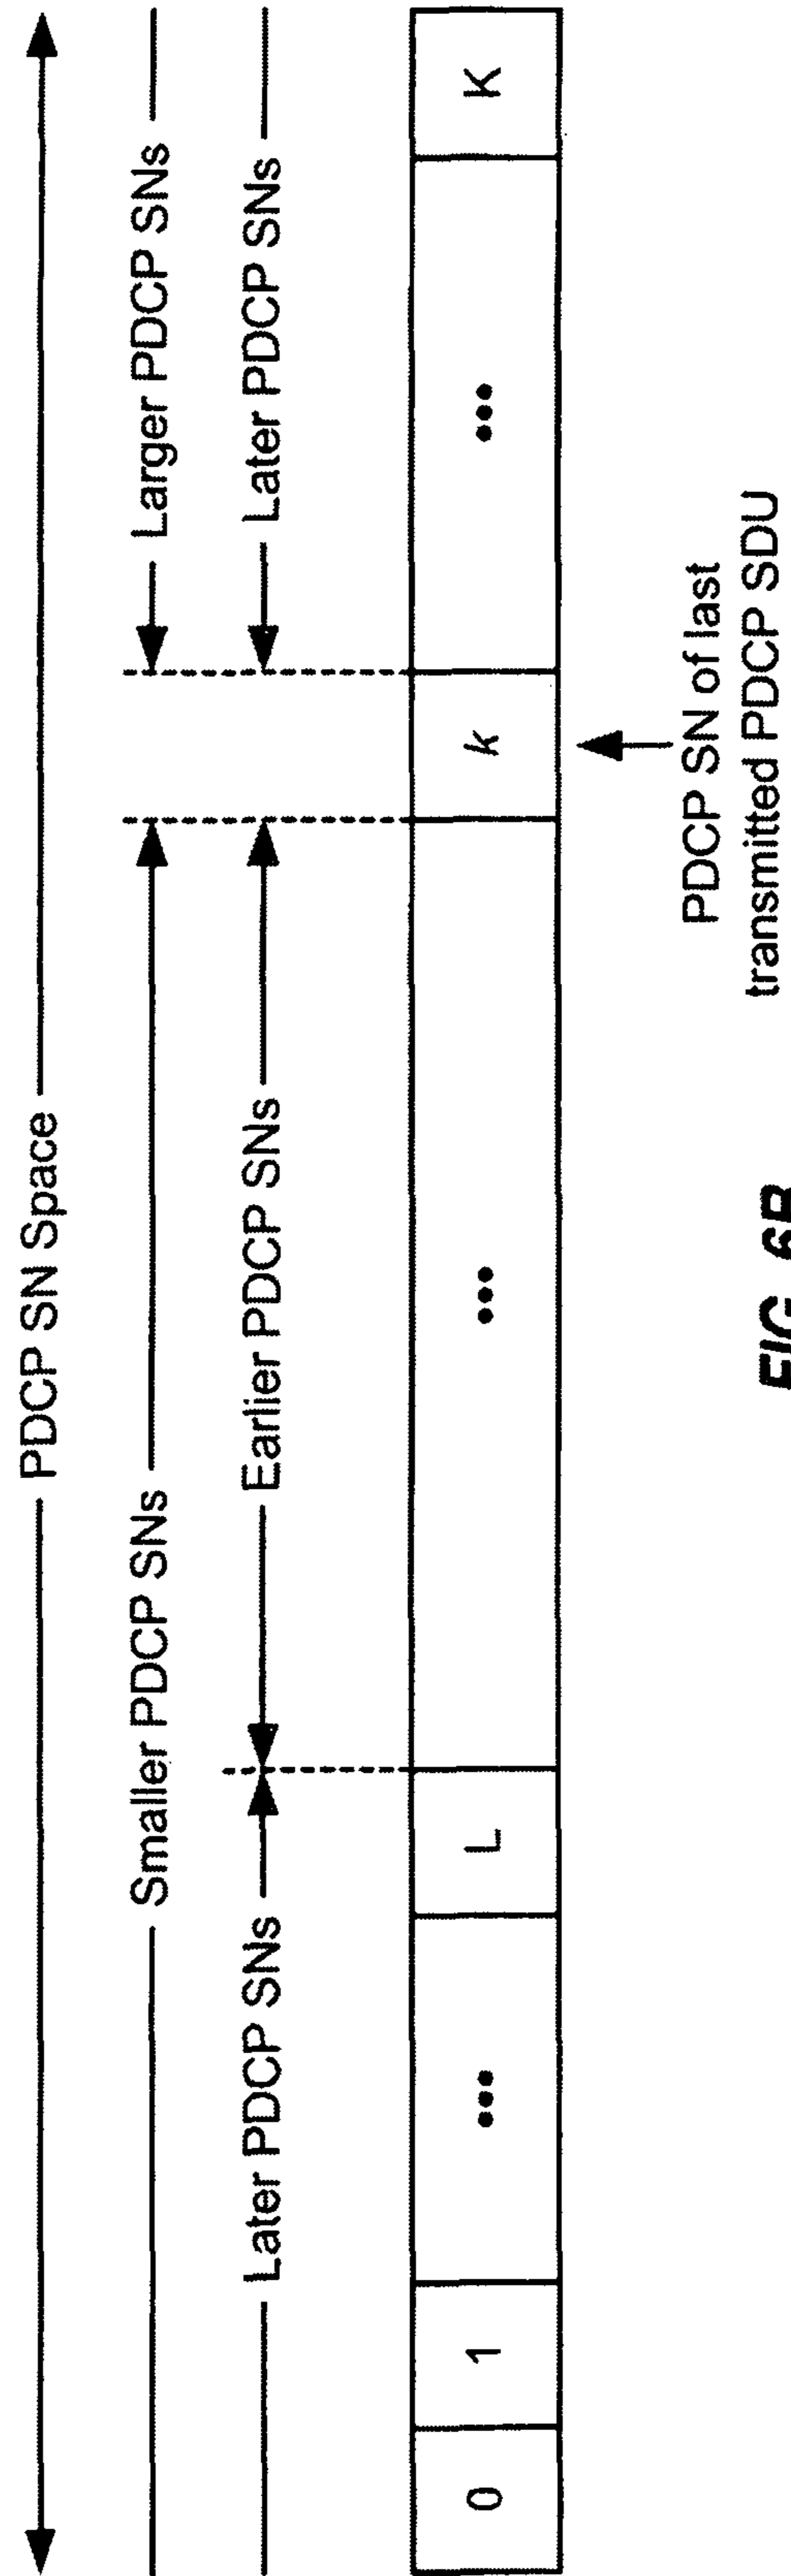 PDCP SN Space
Smaller PDCP SNs
Larger PDCP SNs
Later PDCP SNs
Earlier PDCP SNs
Later PDCP SNs
0
1
•••
L
•••
k
•••
K
PDCP SN of last
transmitted PDCP SDU
FIG. 6B